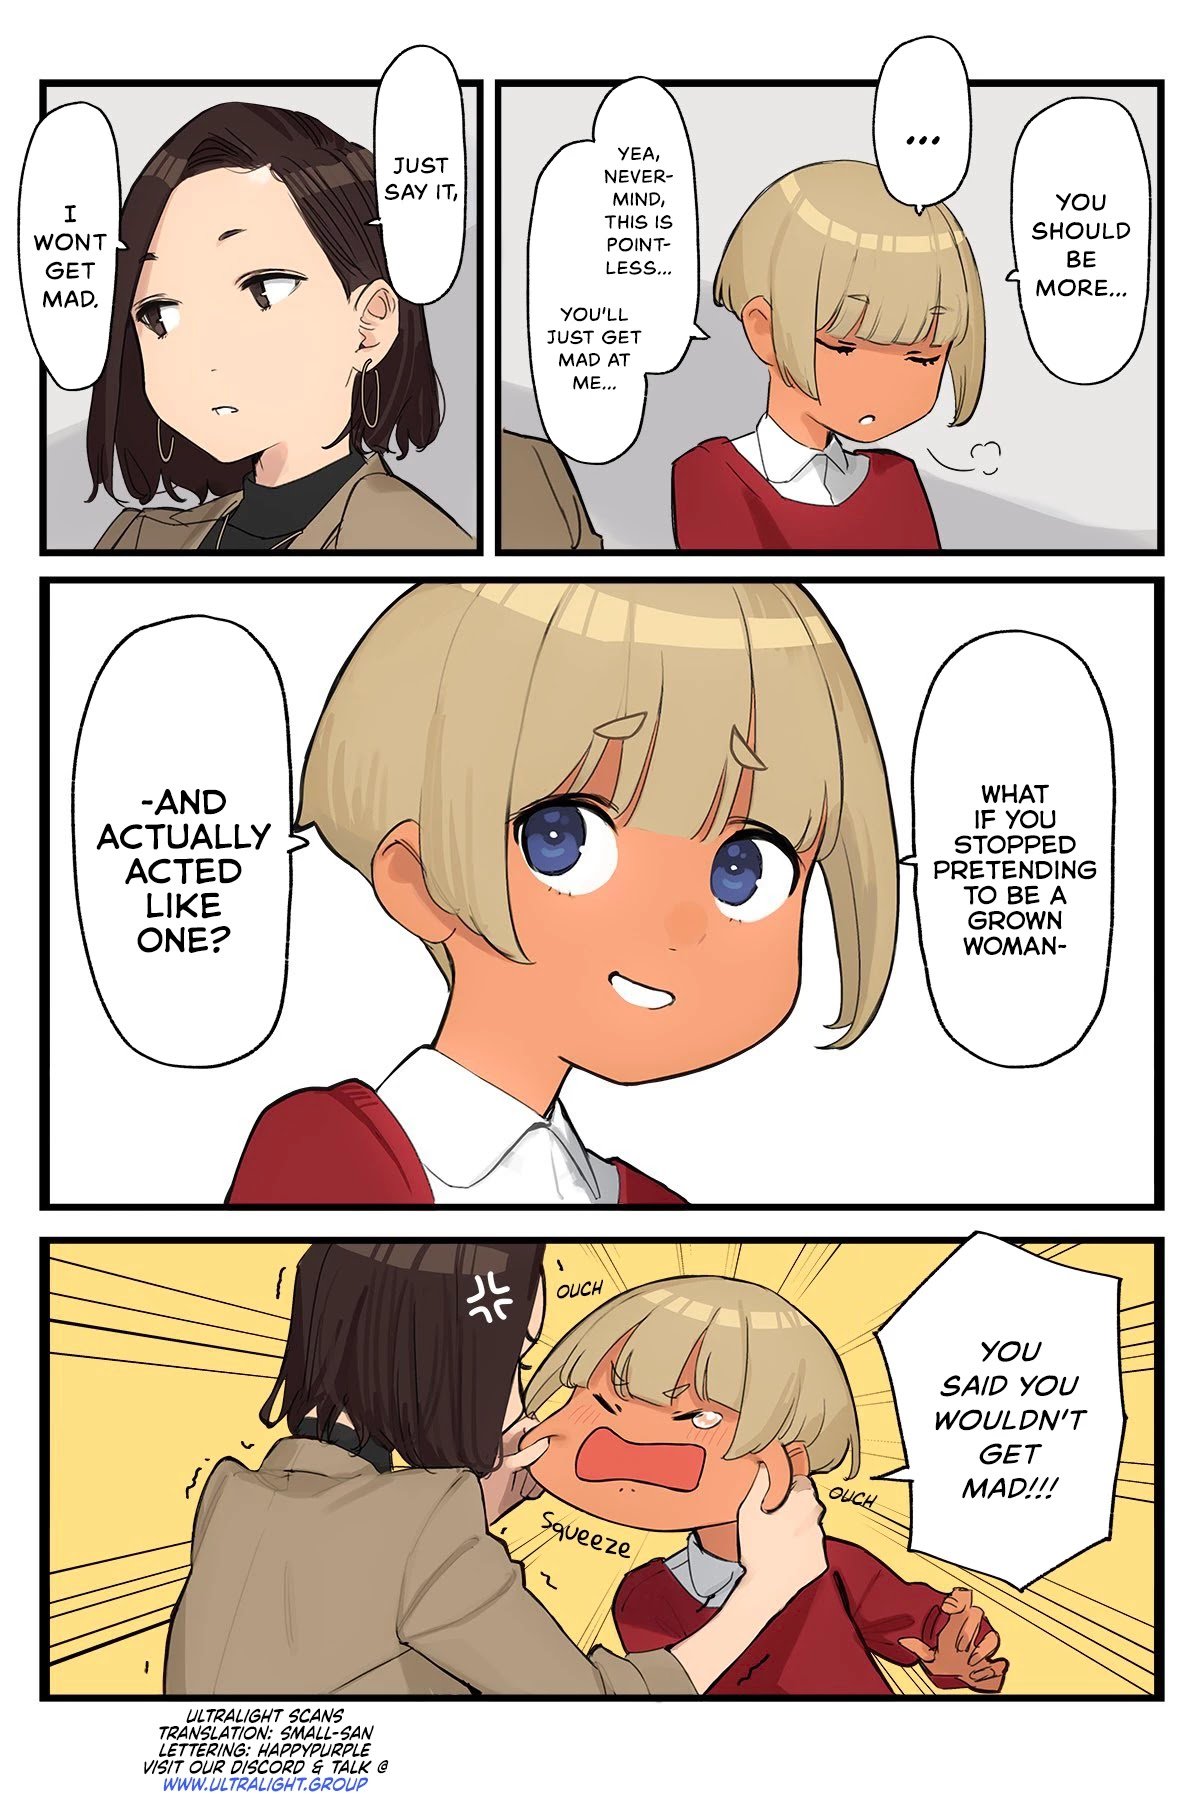 YOU
SHOULD
BE
MORE...
...
YEA,
NEVER-
MIND,
THIS IS
POINT-
LESS...
YOU'LL
JUST GET
MAD AT
ME...
JUST
SAY IT,
I
WONT
GET
MAD.
WHAT
IF YOU
STOPPED
PRETENDING
TO BE A
GROWN
WOMAN-
-AND
ACTUALLY
ACTED
LIKE
ONE?
YOU
SAID YOU
WOULDN'T
GET
MAD!!!
OUCH
OUCH
Squeeze
ULTRALIGHT SCANS
TRANSLATION: SMALL-SAN
LETTERING: HAPPYPURPLE
VISIT OUR DISCORD & TALK @
WWW.ULTRALIGHT.GROUP